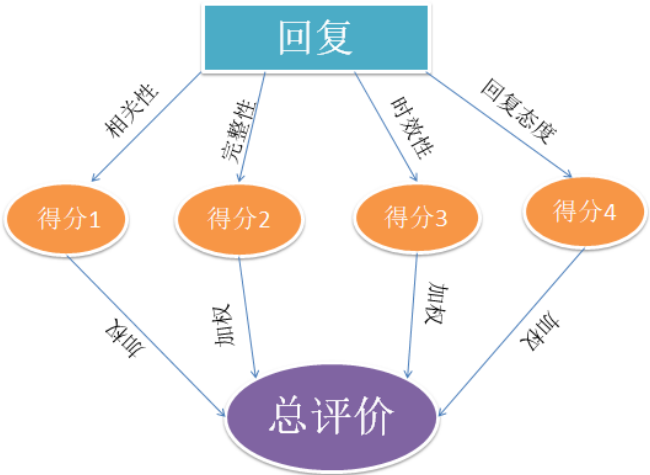 回复
相关性
完整性
时效性
回复态度
得分1
得分2
得分3
得分4
加权
加权
加权
加权
总评价